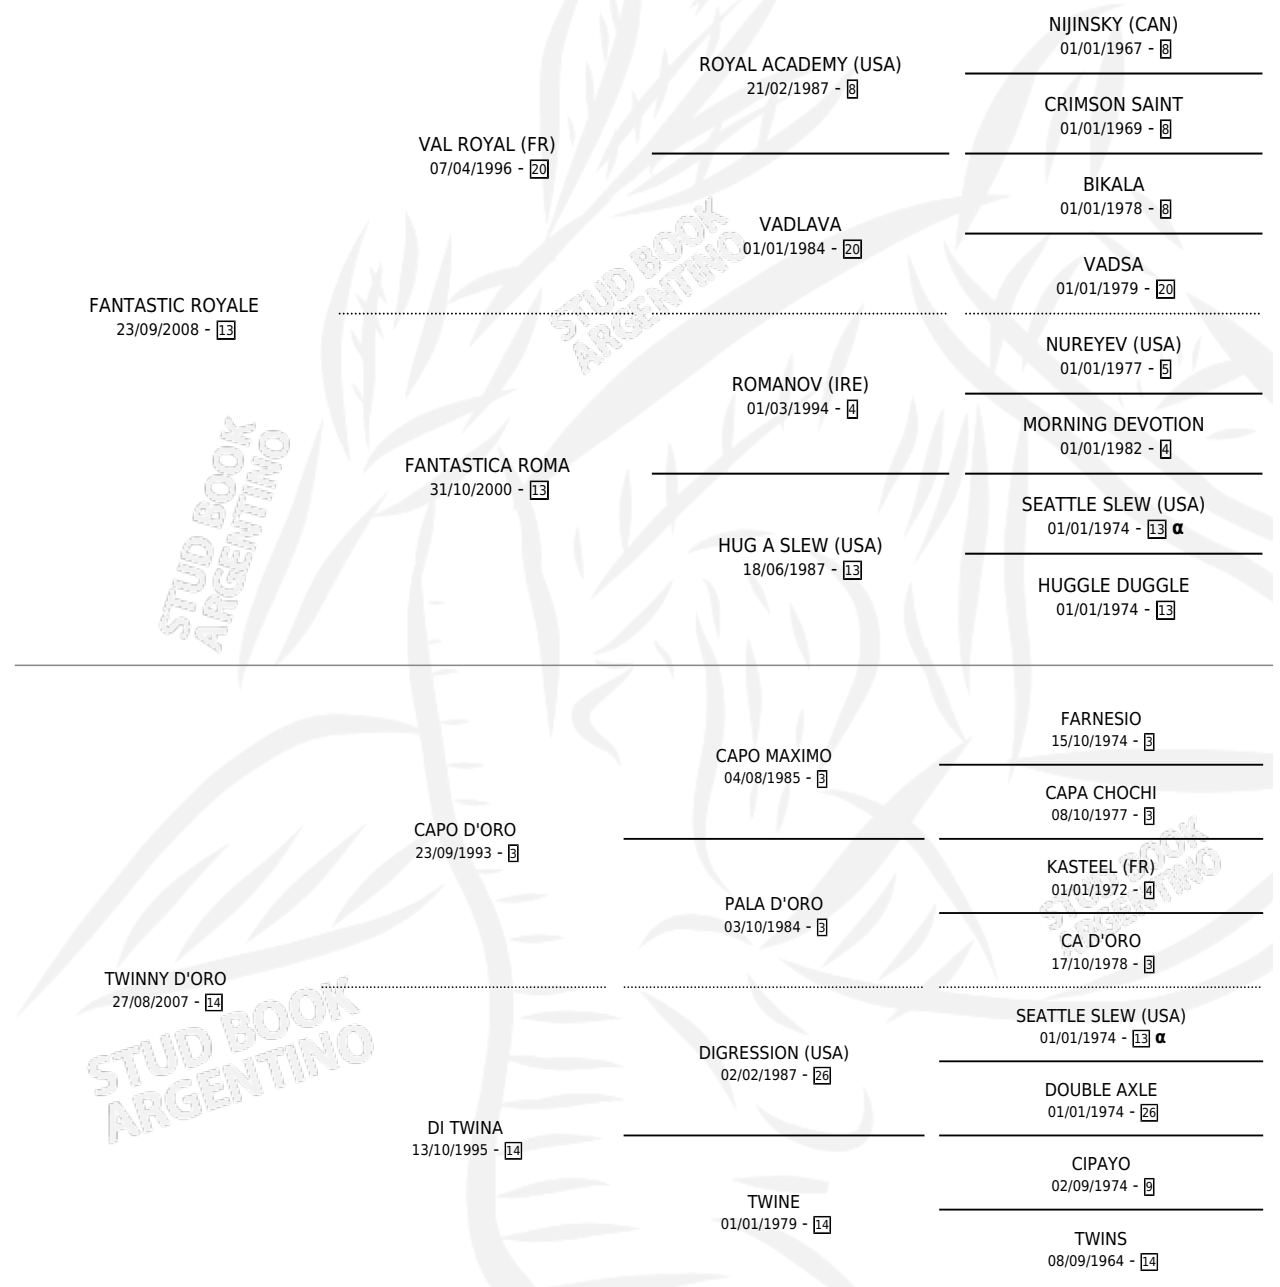 NIJINSKY (CAN)
01/01/1967 - 8
ROYAL ACADEMY (USA)
21/02/1987 - 8
CRIMSON SAINT
01/01/1969 - 8
VAL ROYAL (FR)
07/04/1996 - 20
BIKALA
01/01/1978 - 8
VADLAVA
01/01/1984 - 20
VADSA
01/01/1979 - 20
FANTASTIC ROYALE
23/09/2008 - 13
STUD BOOK
ARGENTINO
NUREYEV (USA)
01/01/1977 - 5
ROMANOV (IRE)
01/03/1994 - 4
MORNING DEVOTION
01/01/1982 - 4
FANTASTICA ROMA
31/10/2000 - 13
SEATTLE SLEW (USA)
01/01/1974 - 13 α
HUG A SLEW (USA)
18/06/1987 - 13
HUGGLE DUGGLE
01/01/1974 - 13
STUD BOOK
ARGENTINO
FARNESIO
15/10/1974 - 3
CAPO MAXIMO
04/08/1985 - 3
CAPA CHOCHI
08/10/1977 - 3
CAPO D'ORO
23/09/1993 - 3
KASTEEL (FR)
01/01/1972 - 4
STUD BOOK
ARGENTINO
PALA D'ORO
03/10/1984 - 3
CA D'ORO
17/10/1978 - 3
TWINNY D'ORO
27/08/2007 - 14
STUD BOOK
ARGENTINO
SEATTLE SLEW (USA)
01/01/1974 - 13 α
DIGRESSION (USA)
02/02/1987 - 26
DOUBLE AXLE
01/01/1974 - 26
DI TWINA
13/10/1995 - 14
CIPAYO
02/09/1974 - 9
TWINE
01/01/1979 - 14
TWINS
08/09/1964 - 14